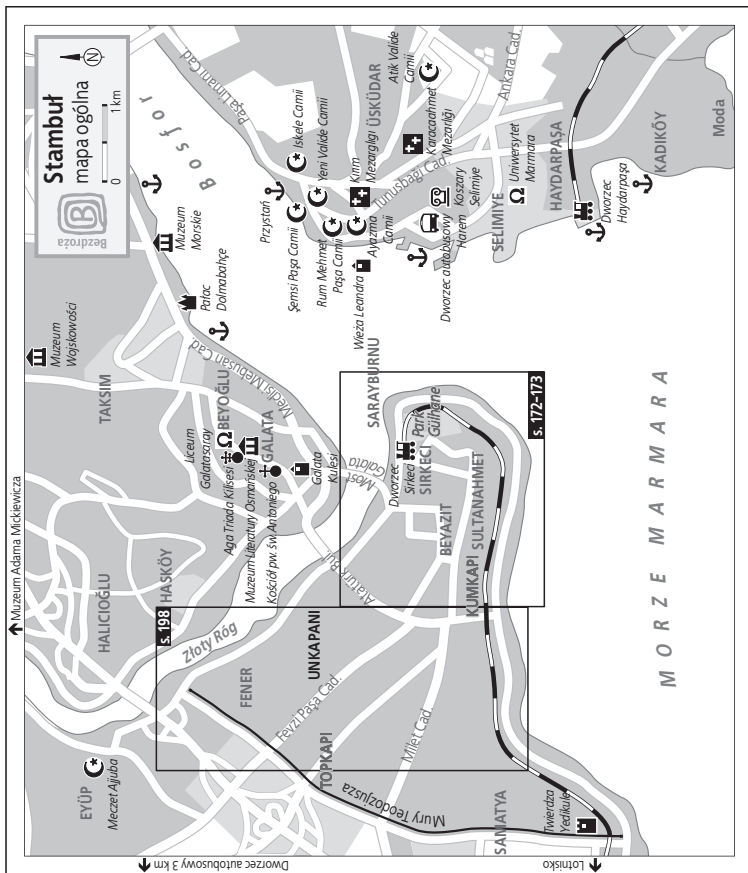 Stambuł
mapa ogólna
0
1 km
N
Bezdroża
Muzeum Adama Mickiewicza
Muzeum
Wojskowości
TAKSIM
Pałac
Dolmabahçe
Muzeum
Morskie
Bosfor
Paşa Limanı Cad.
Medisi Mebusan Cad.
BEYOĞLU
Liceum
Galatasaray
Aga Triada Kilisesi
Muzeum Literatury Osmańskiej
Kościół pw. św. Antoniego
GALATA
Galata
Kulesi
HALICIOĞLU
HASKÖY
Złoty Róg
EYÜP
Meczet Ajjuba
s. 198
FENER
UNKAPANI
Fevzi Paşa Cad.
TOPKAPI
Millet Cad.
Mury Teodozjusza
SAMATYA
Twierdza
Yedikule
Dworzec autobusowy 3 km
Lotnisko
Atatürk Bul.
Most
Galata
SARAYBURNU
Dworzec
Sirkeci
SIRKECI
Park
Gülhane
BEYAZIT
SULTANAHMET
KUMKAPI
s. 172–173
MORZE MARMARA
Przystań
Iskele Camii
Yeni Valide Camii
Şemsi Paşa Camii
Rum Mehmet
Paşa Camii
Kırım
Mezarglıgı
ÜSKÜDAR
Atik Valide
Camii
Karacaahmet
Mezarlığı
Wieża Leandra
Ayazma
Camii
Tunusbagi Cad.
Dworzec autobusowy
Harem
Koszary
Selimiye
SELIMIYE
Ankara Cad.
Uniwersytet
Marmara
HAYDARPAŞA
Dworzec
Haydarpaşa
KADIKÖY
Moda